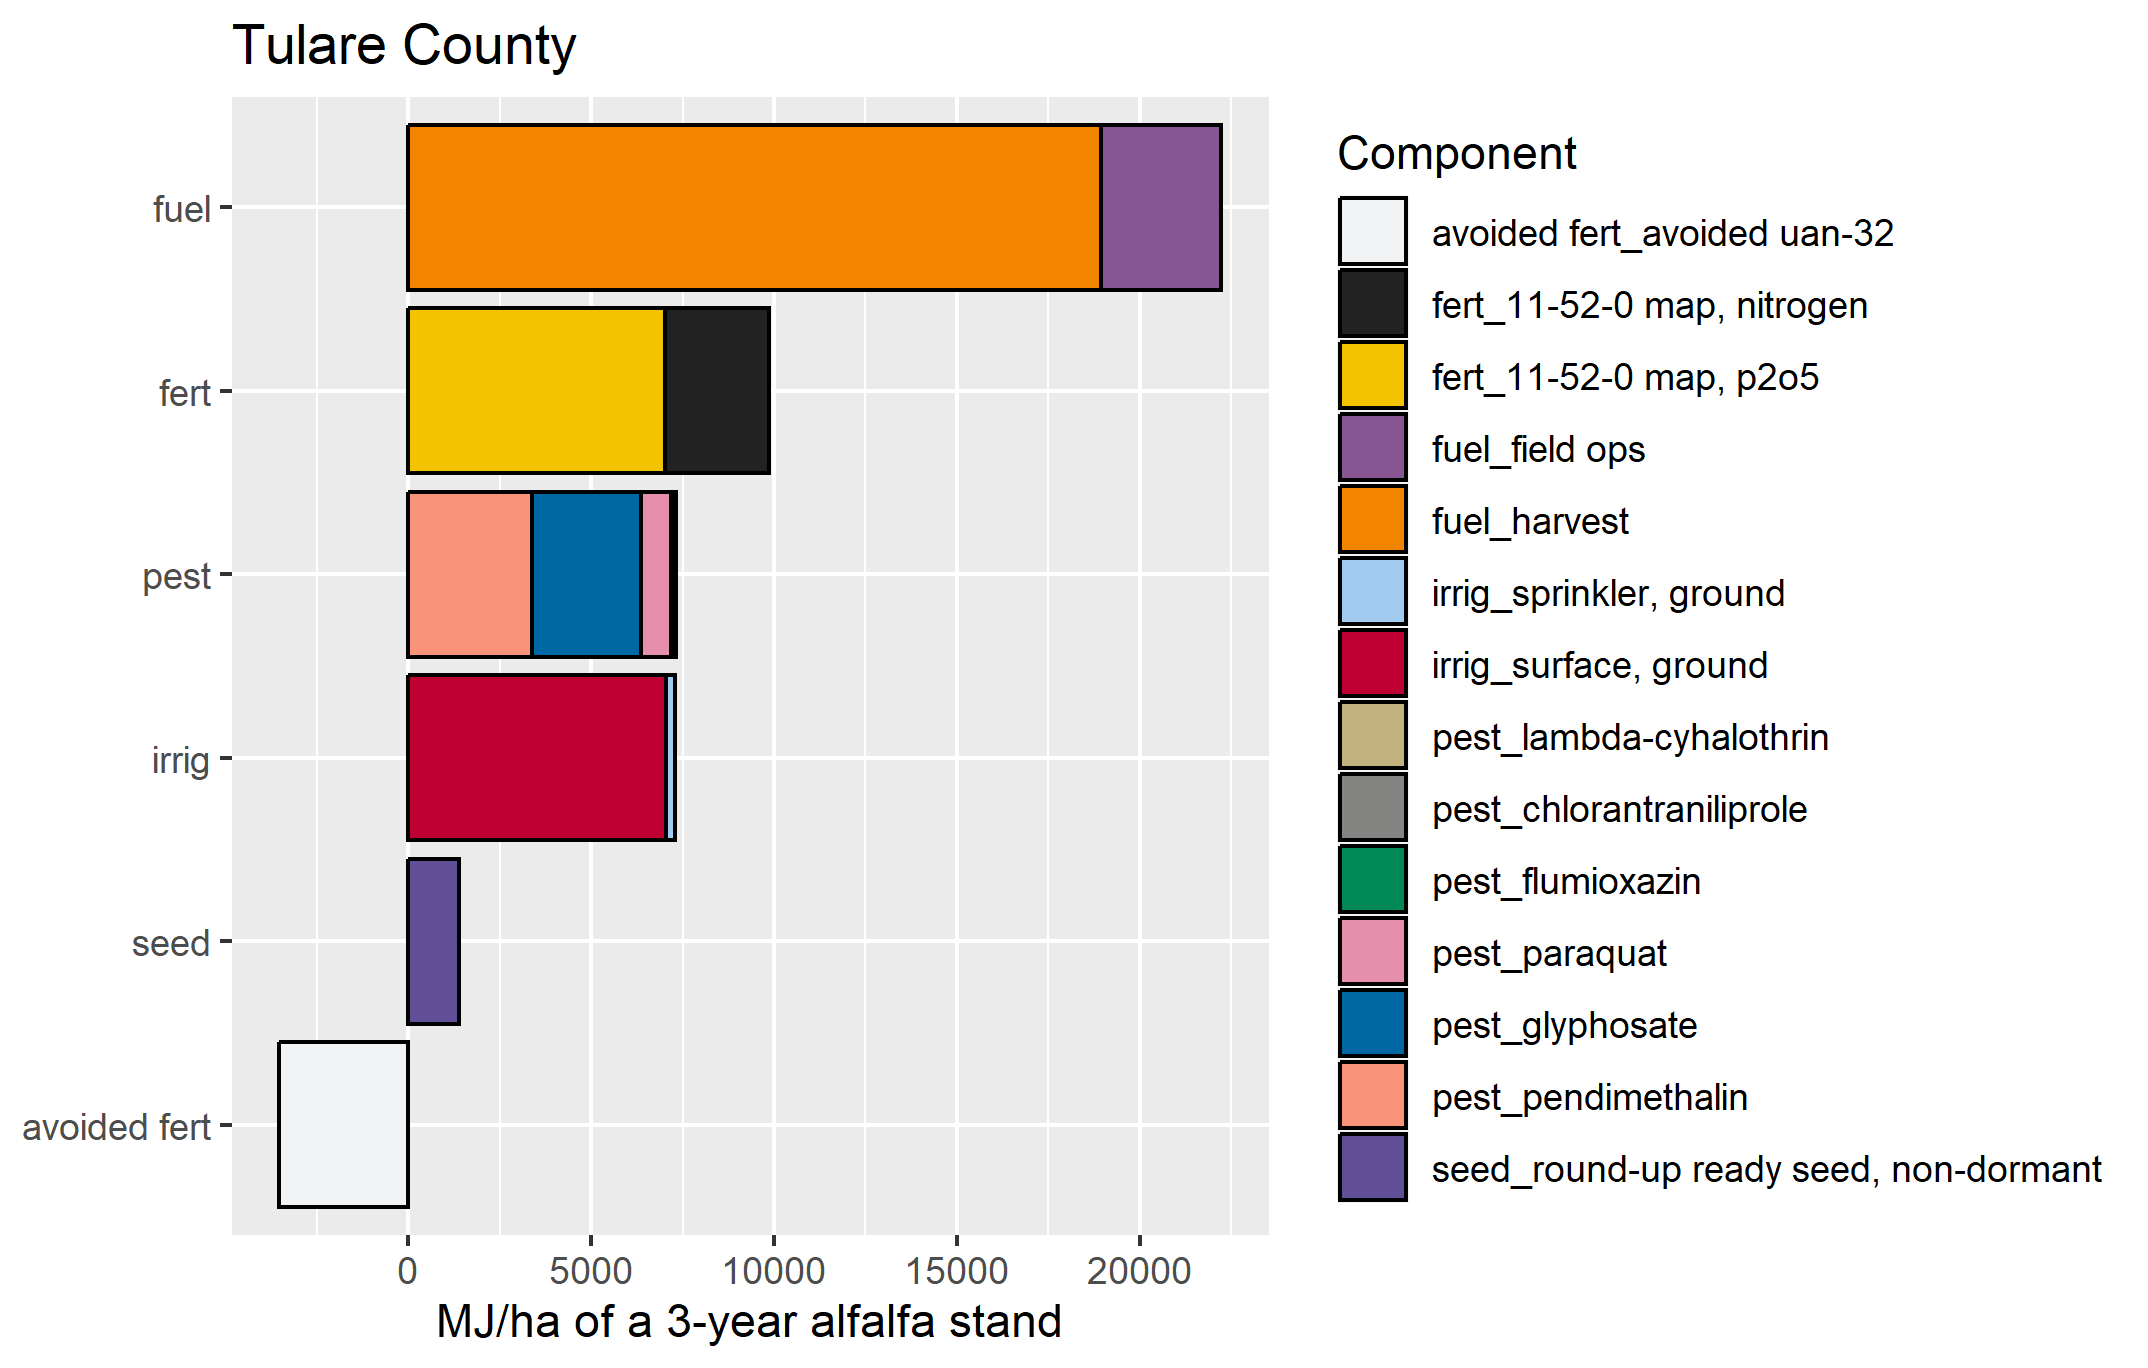 Tulare County
fuel
fert
pest
irrig
seed
avoided fert
0 5000 10000 15000 20000
MJ/ha of a 3-year alfalfa stand
Component
avoided fert_avoided uan-32
fert_11-52-0 map, nitrogen
fert_11-52-0 map, p2o5
fuel_field ops
fuel_harvest
irrig_sprinkler, ground
irrig_surface, ground
pest_lambda-cyhalothrin
pest_chlorantraniliprole
pest_flumioxazin
pest_paraquat
pest_glyphosate
pest_pendimethalin
seed_round-up ready seed, non-dormant